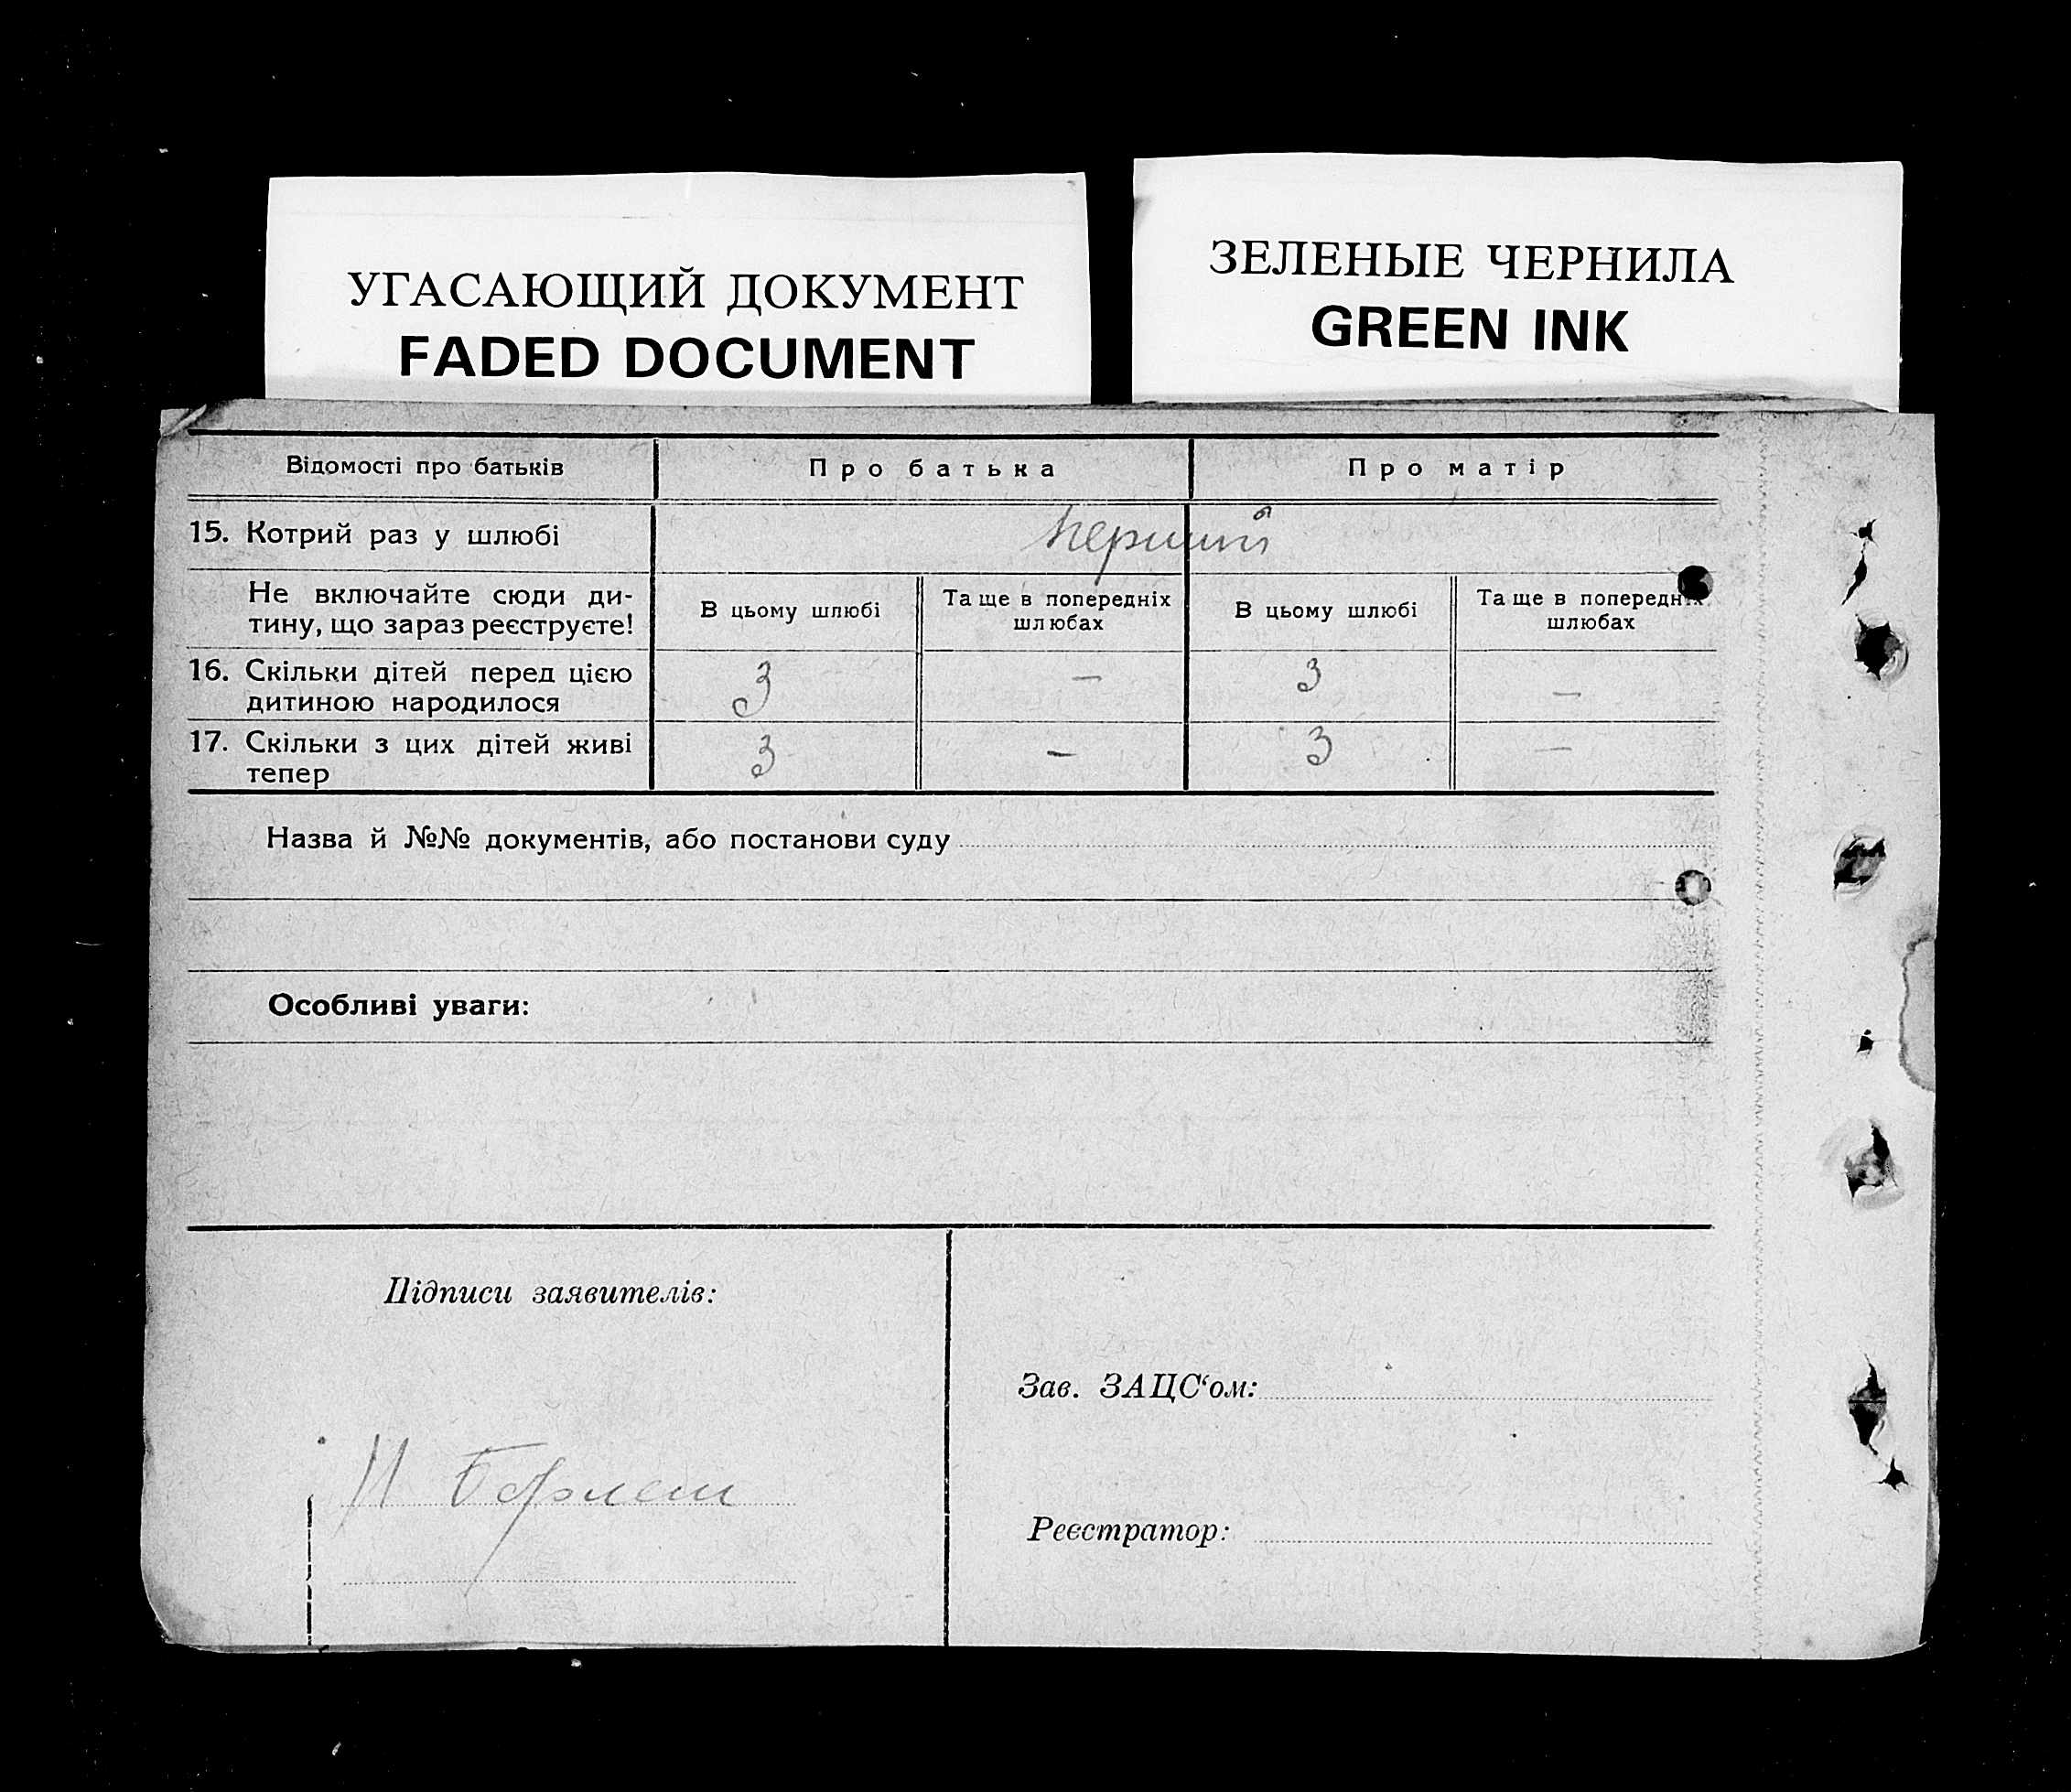 УГАСАЮЩИЙ ДОКУМЕНТ
FADED DOCUMENT
ЗЕЛЕНЫЕ ЧЕРНИЛА
GREEN INK
Відомості про батьків
Про батька
Про матір
15. Котрий раз у шлюбі
перший
Не включайте сюди ди-
тину, що зараз реєструєте!
В цьому шлюбі
Та ще в попередніх
шлюбах
В цьому шлюбі
Та ще в попередніх
шлюбах
16. Скільки дітей перед цією
дитиною народилося
3 — 3 —
17. Скільки з цих дітей живі
тепер
3 — 3 —
Назва й №№ документів, або постанови суду
Особливі уваги:
Підписи заявителів:
Зав. ЗАЦС‘ом:
Реєстратор: